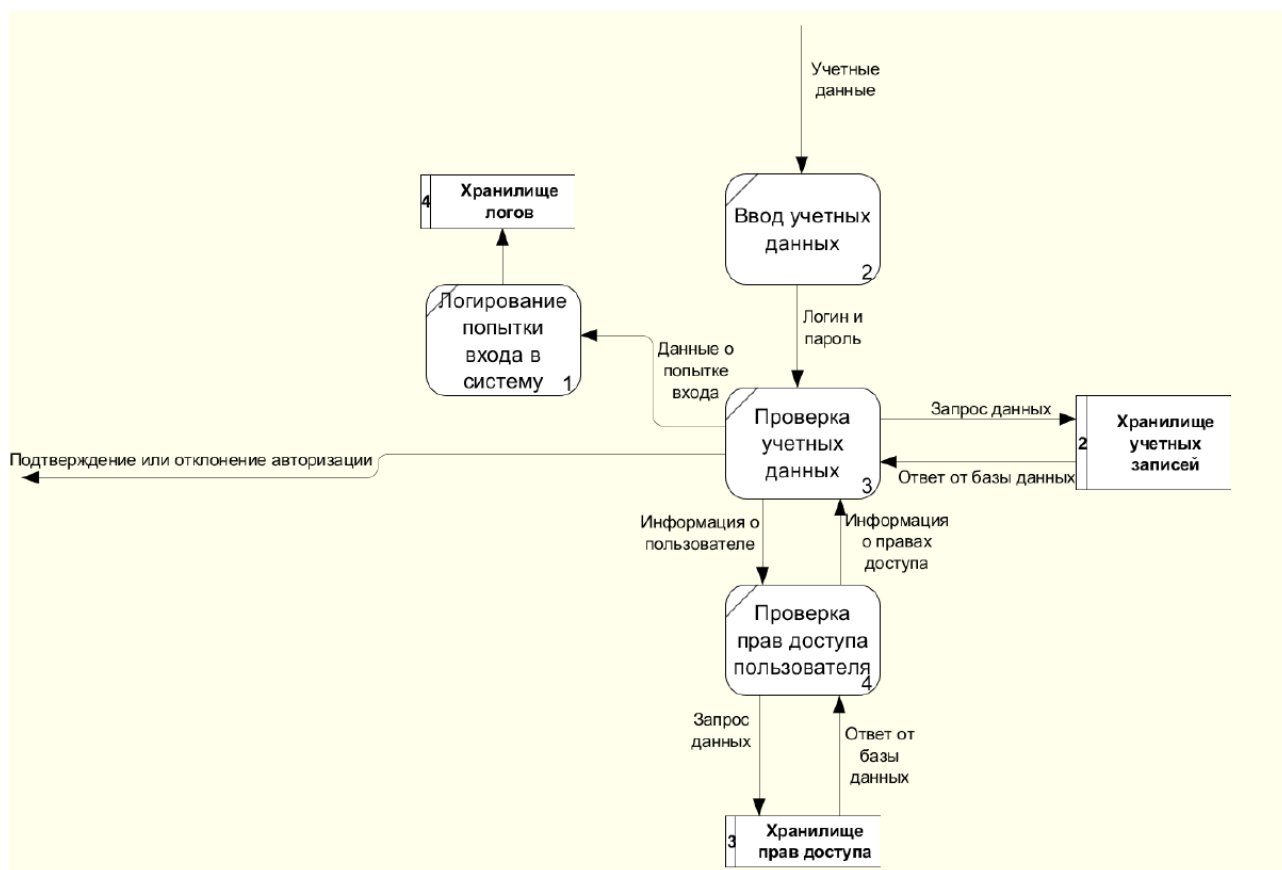 Учетные
данные
4
Хранилище
логов
Ввод учетных
данных
2
Логирование
попытки
входа в
систему
1
Логин и
пароль
Данные о
попытке
входа
Проверка
учетных
данных
3
Запрос данных
2
Хранилище
учетных
записей
Ответ от базы данных
Подтверждение или отклонение авторизации
Информация о
пользователе
Информация
о правах
доступа
Проверка
прав доступа
пользователя
4
Запрос
данных
Ответ от
базы
данных
3
Хранилище
прав доступа